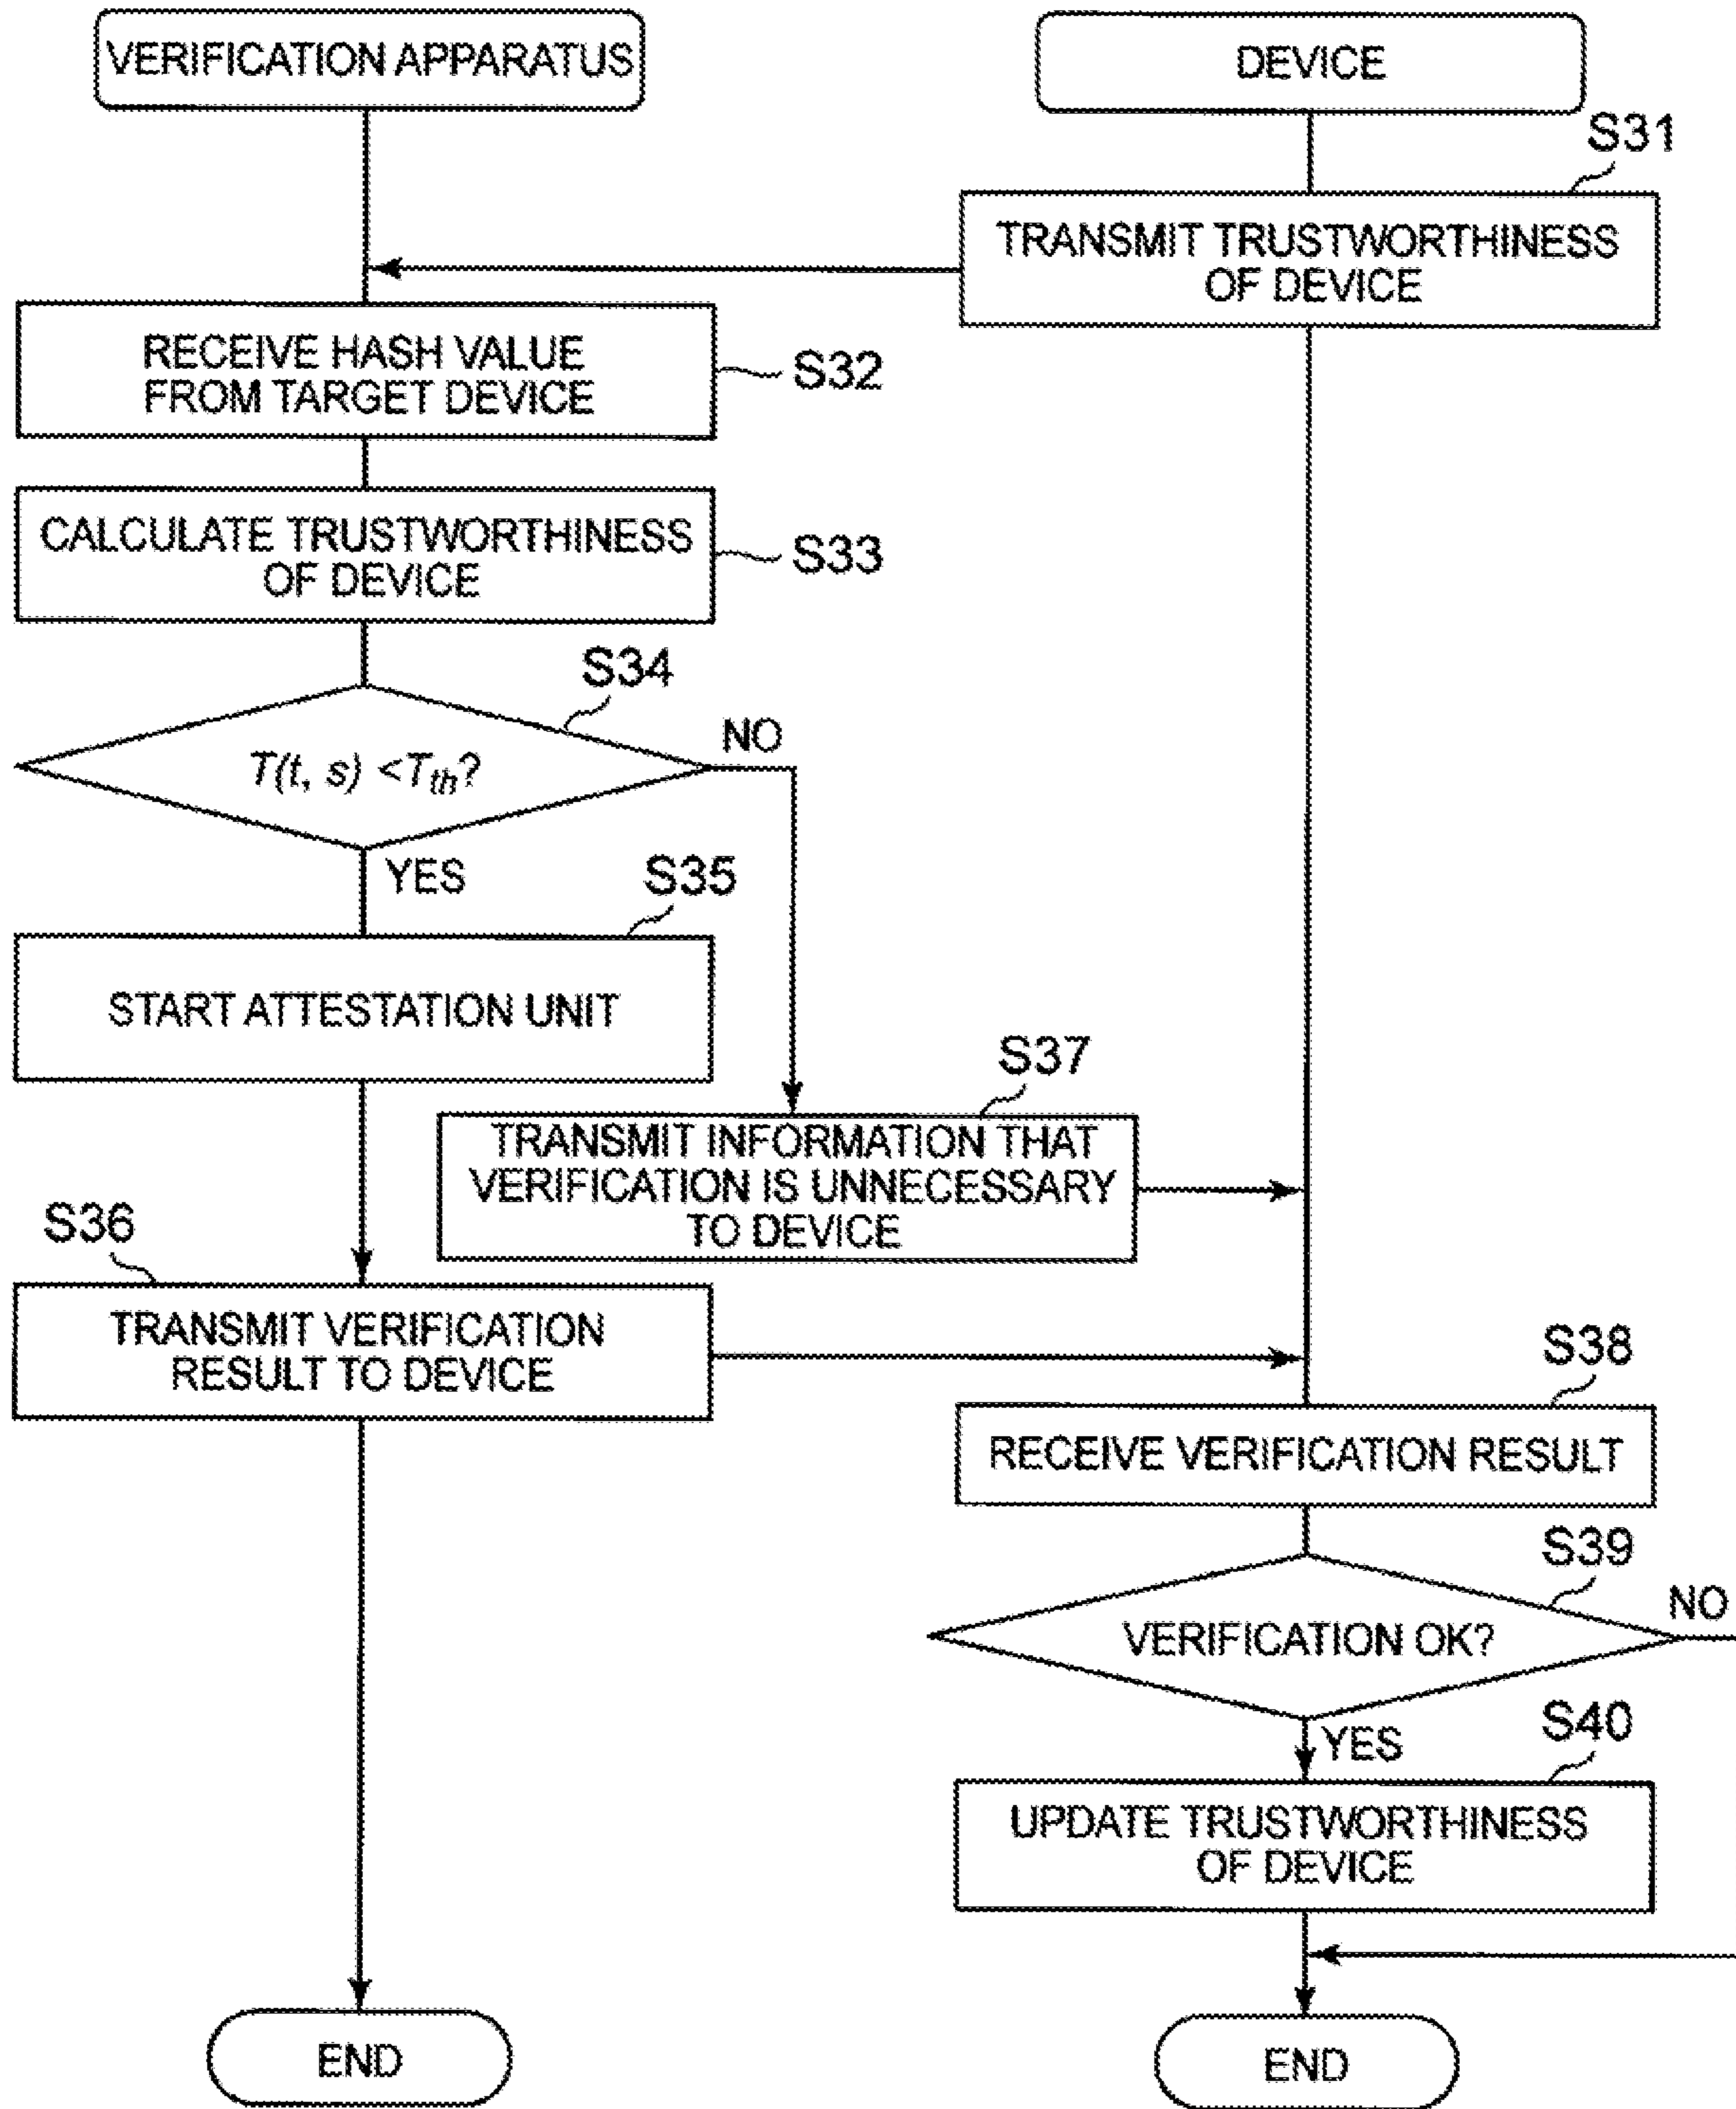 VERIFICATION APPARATUS
DEVICE
S31
TRANSMIT TRUSTWORTHINESS
OF DEVICE
RECEIVE HASH VALUE
FROM TARGET DEVICE
S32
CALCULATE TRUSTWORTHINESS
OF DEVICE
S33
S34
T(t, s) <Tth?
NO
YES
S35
START ATTESTATION UNIT
S37
TRANSMIT INFORMATION THAT
VERIFICATION IS UNNECESSARY
TO DEVICE
S36
TRANSMIT VERIFICATION
RESULT TO DEVICE
S38
RECEIVE VERIFICATION RESULT
S39
VERIFICATION OK?
NO
YES
S40
UPDATE TRUSTWORTHINESS
OF DEVICE
END
END